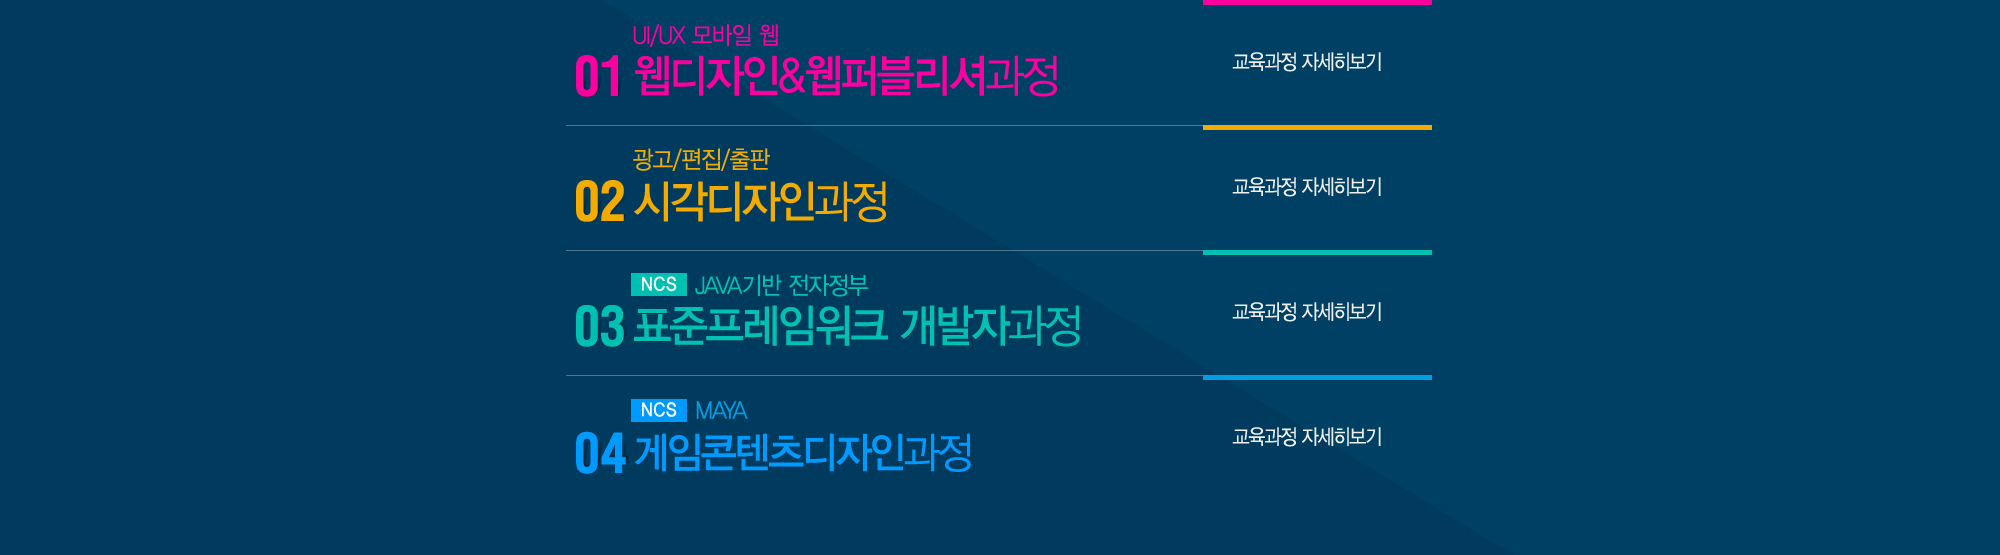 UI/UX 모바일 웹
01 웹디자인&웹퍼블리셔과정
교육과정 자세히보기
광고/편집/출판
02 시각디자인과정
교육과정 자세히보기
NCS JAVA기반 전자정부
03 표준프레임워크 개발자과정
교육과정 자세히보기
NCS MAYA
04 게임콘텐츠디자인과정
교육과정 자세히보기